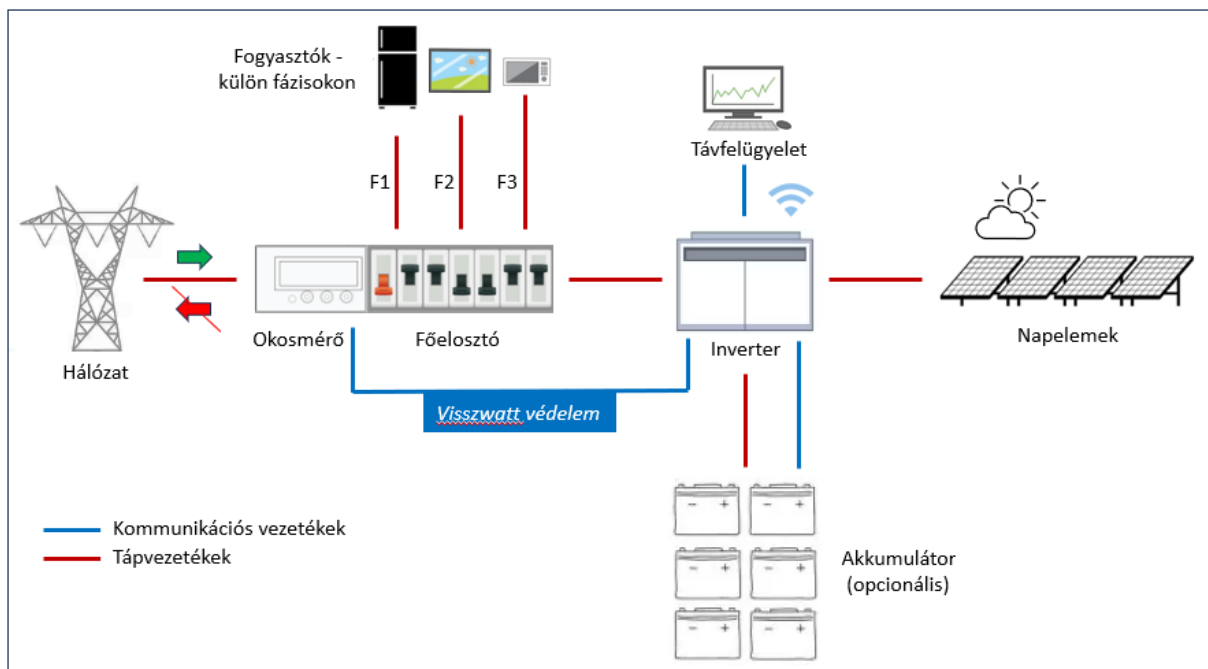 Fogyasztók -
külön fázisokon
Távfelügyelet
F1
F2
F3
Okosmérő
Főelosztó
Inverter
Napelemek
Hálózat
Visszwatt védelem
Kommunikációs vezetékek
Tápvezetékek
Akkumulátor
(opcionális)